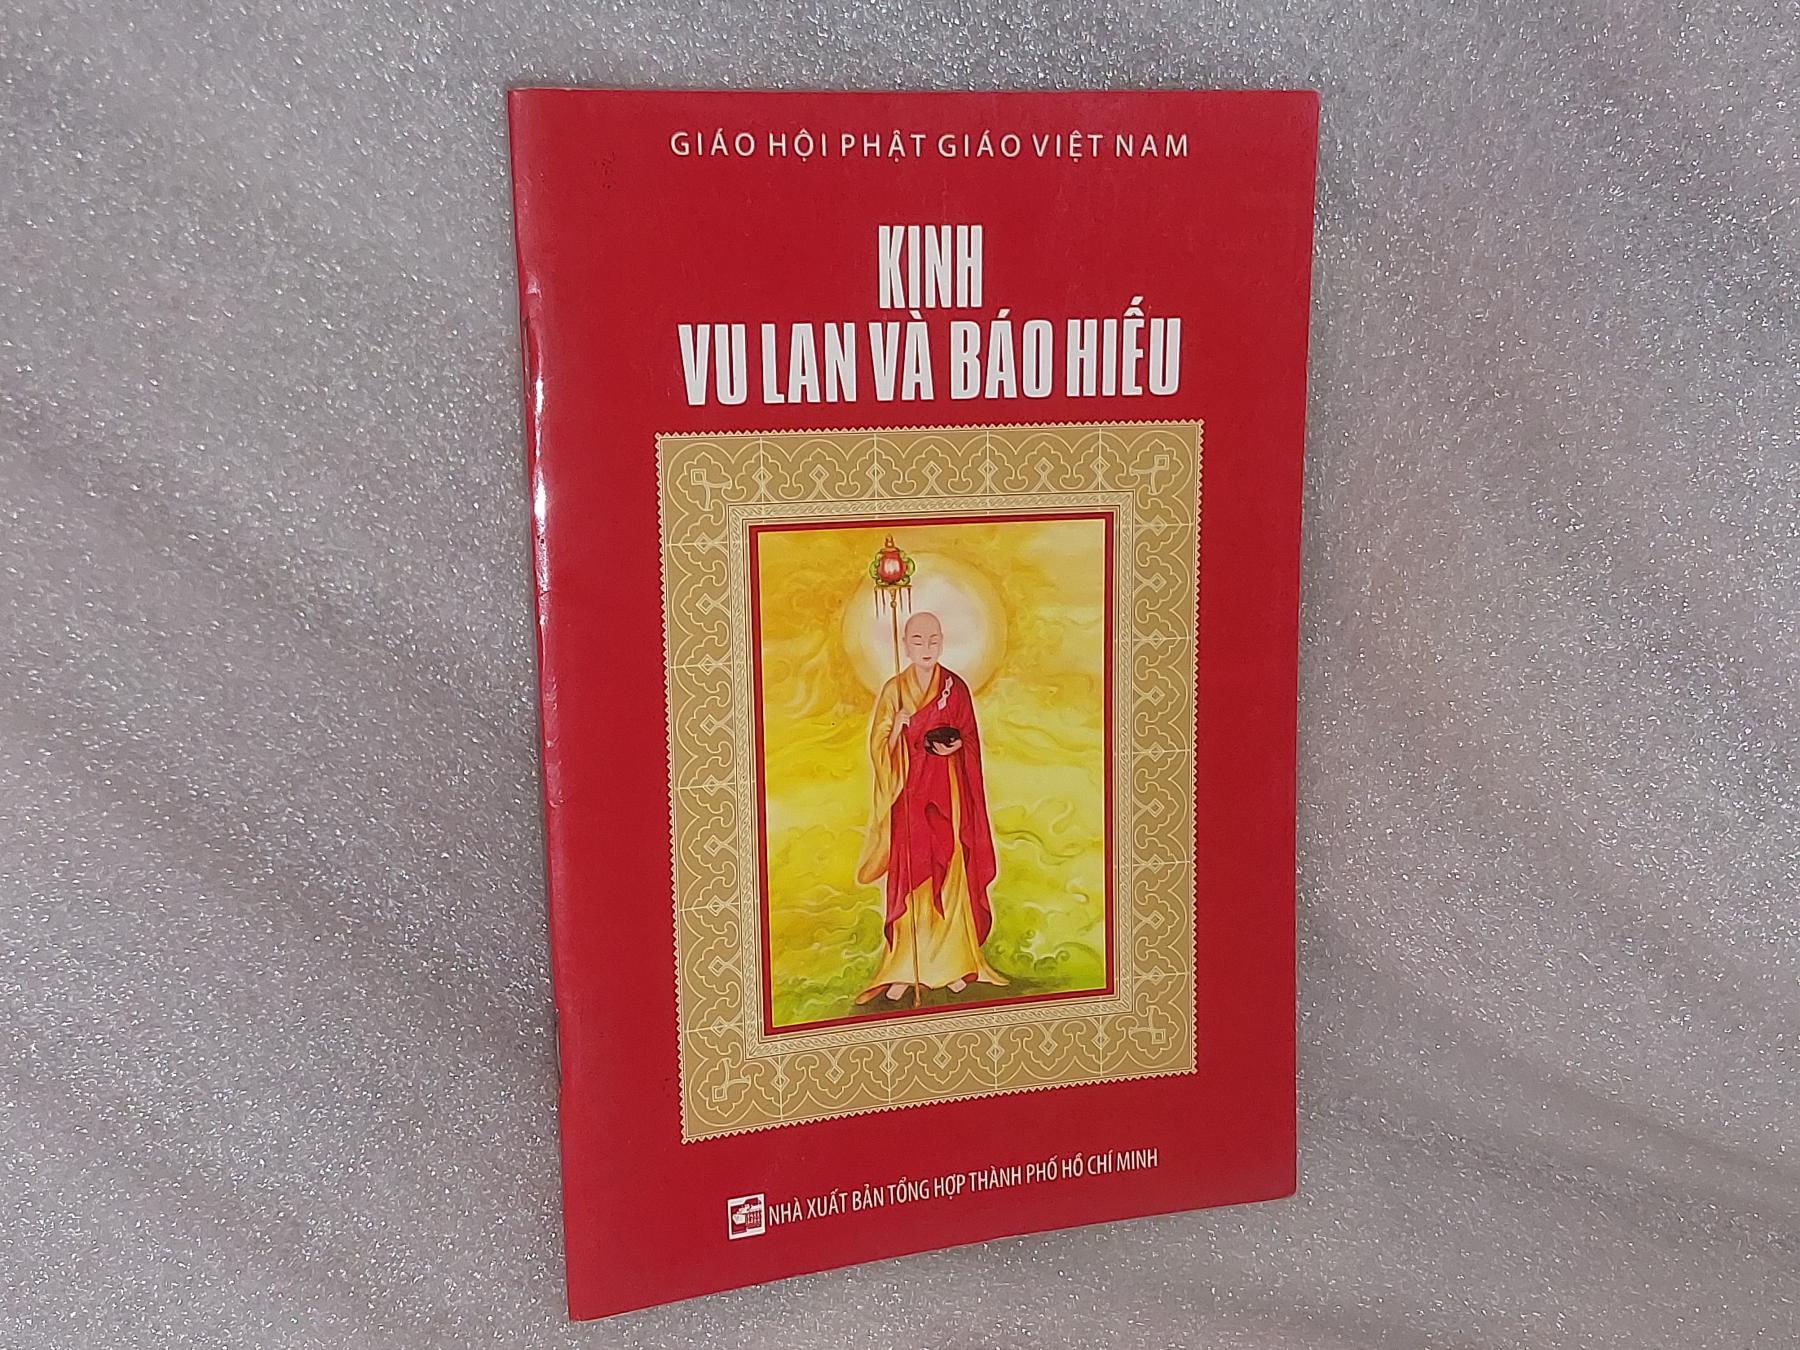 GIÁO HỘI PHẬT GIÁO VIỆT NAM
KINH
VU LAN VÀ BÁO HIẾU
NHÀ XUẤT BẢN TỔNG HỢP THÀNH PHỐ HỒ CHÍ MINH